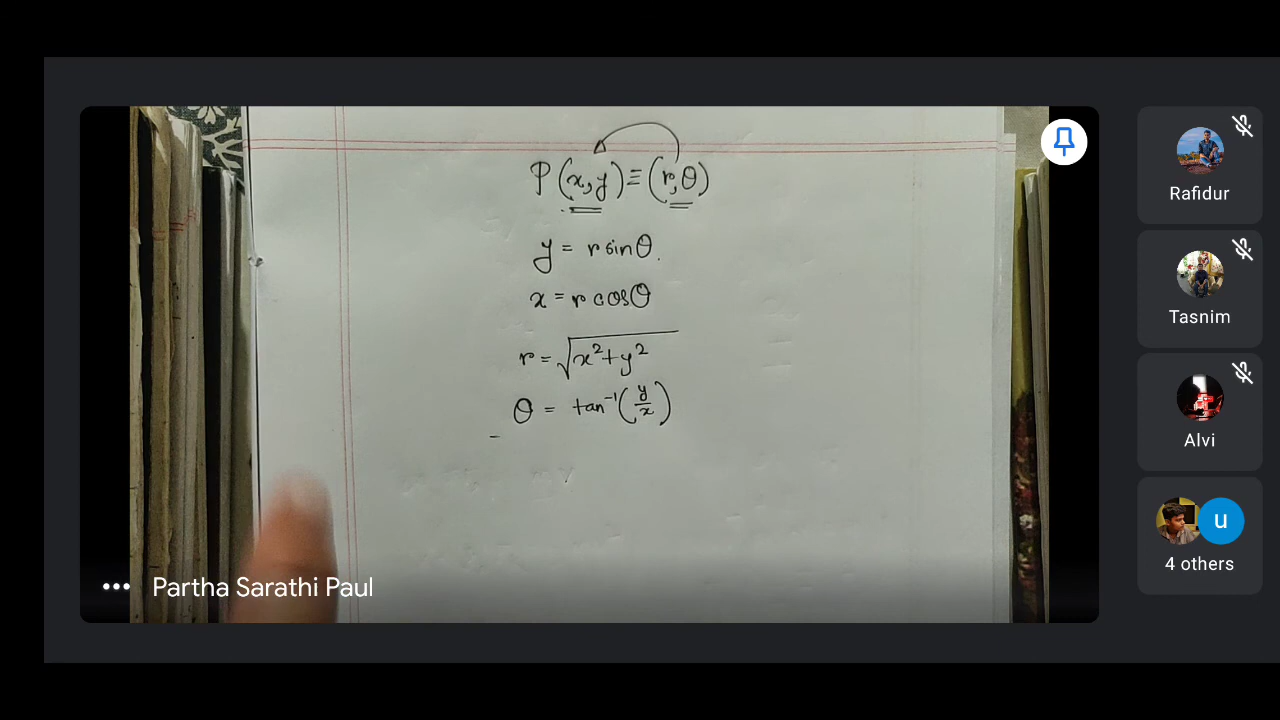 P(x,y) ≡ (r,θ)
y = r sinθ.
x = r cosθ
r = √x²+y²
θ = tan⁻¹(y/x)
Partha Sarathi Paul
Rafidur
Tasnim
Alvi
u
4 others